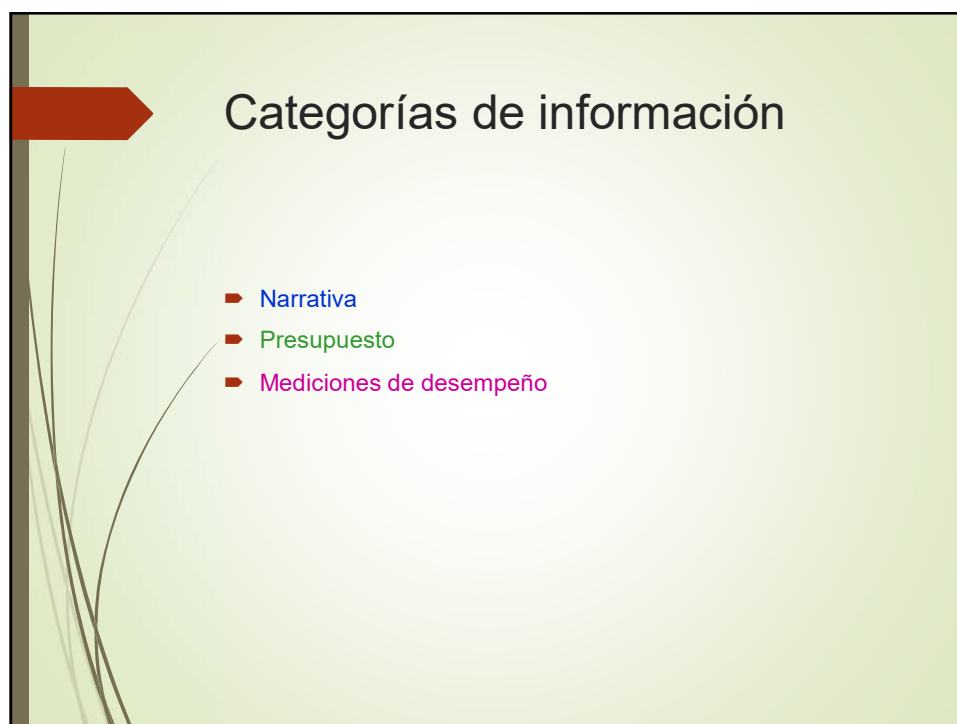 Categorías de información
Narrativa
Presupuesto
Mediciones de desempeño